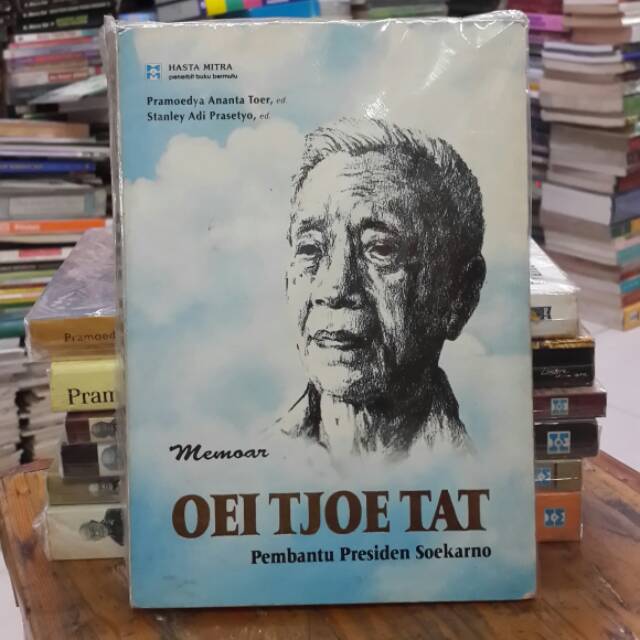 HASTA MITRA
penerbit buku bermutu
Pramoedya Ananta Toer, ed.
Stanley Adi Prasetyo, ed.
Memoar
OEI TJOE TAT
Pembantu Presiden Soekarno
Pramoed
Pram